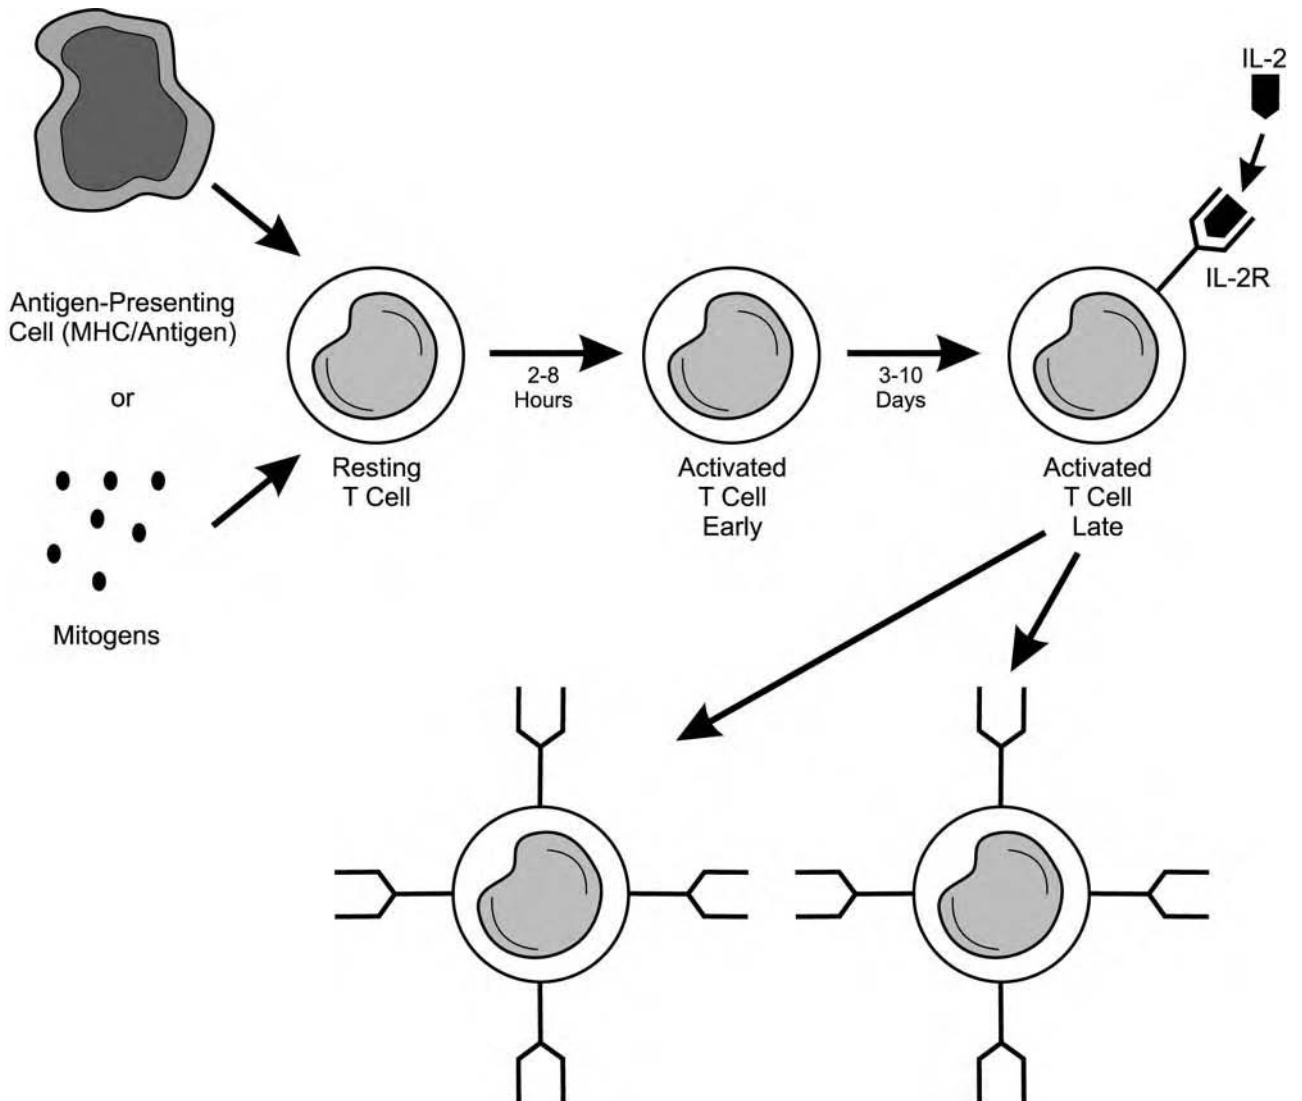 IL-2
IL-2R
Antigen-Presenting
Cell (MHC/Antigen)
or
Mitogens
Resting
T Cell
2-8
Hours
Activated
T Cell
Early
3-10
Days
Activated
T Cell
Late